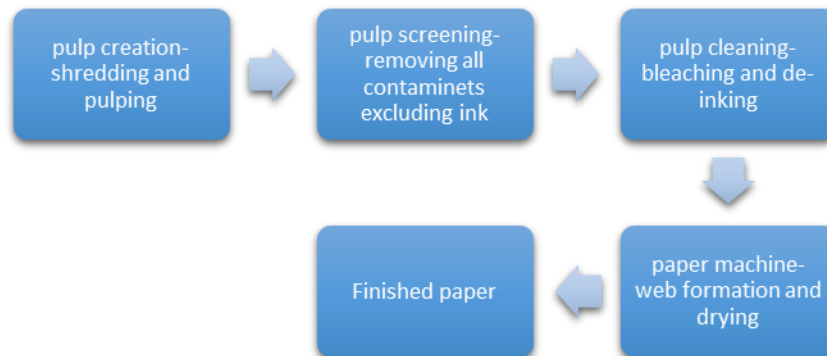 pulp creation-
shredding and
pulping
pulp screening-
removing all
contaminets
excluding ink
pulp cleaning-
bleaching and de-
inking
paper machine-
web formation and
drying
Finished paper